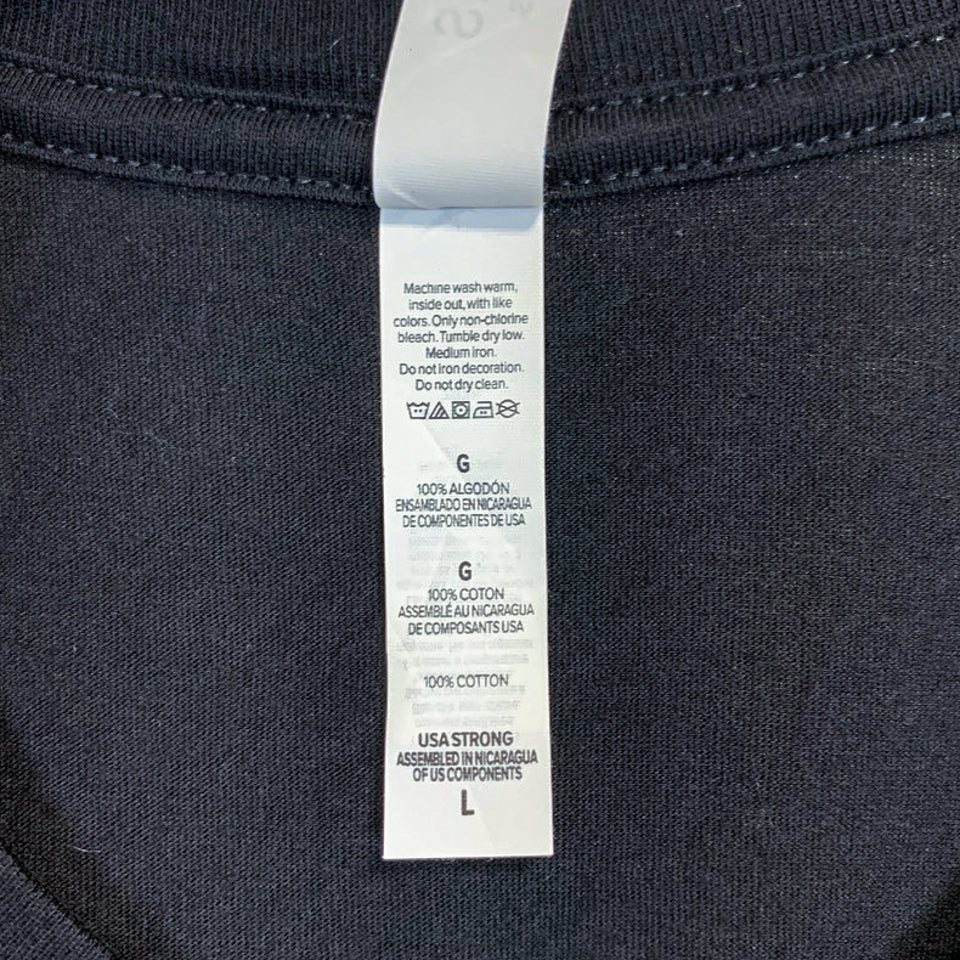 Machine wash warm,
inside out, with like
colors. Only non-chlorine
bleach. Tumble dry low.
Medium iron.
Do not iron decoration.
Do not dry clean.
G
100% ALGODÓN
ENSAMBLADO EN NICARAGUA
DE COMPONENTES DE USA
G
100% COTON
ASSEMBLÉ AU NICARAGUA
DE COMPOSANTS USA
100% COTTON
USA STRONG
ASSEMBLED IN NICARAGUA
OF US COMPONENTS
L